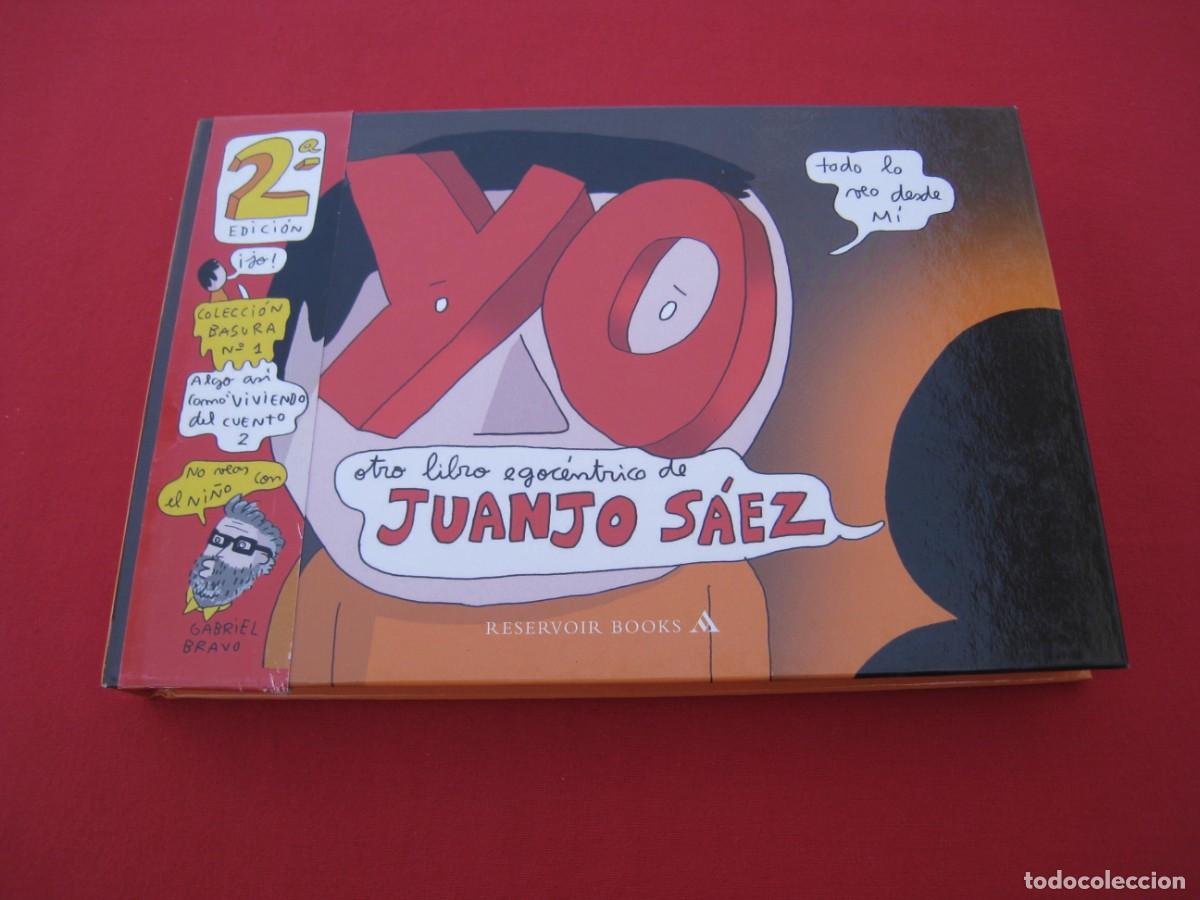 2ª
EDICIÓN
¡jo!
COLECCIÓN
BASURA
Nº 1
Algo así
como VIVIENDO
del CUENTO
2
No veas
con
el NIÑO
GABRIEL
BRAVO
YO
todo lo
veo desde
MÍ
otro libro egocéntrico de
JUANJO SÁEZ
RESERVOIR BOOKS
todocoleccion